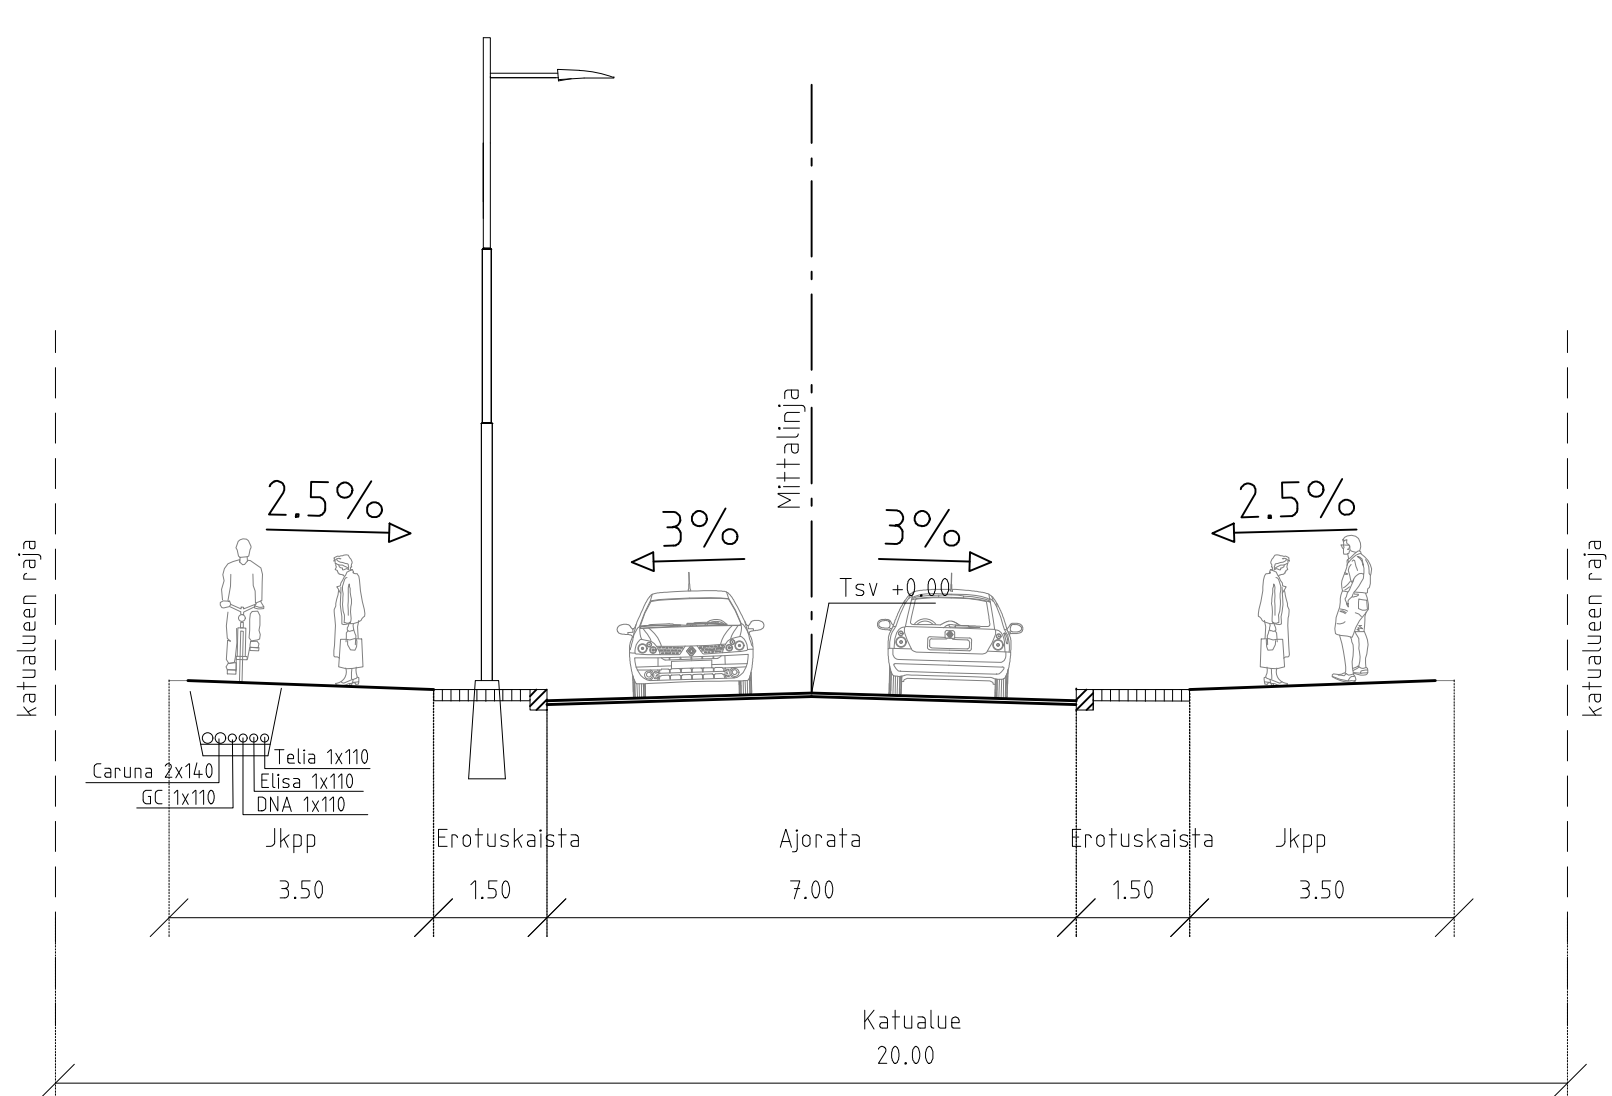 Mittalinja
2.5%
3%
3%
2.5%
katualueen raja
katualueen raja
Tsv +0.00
Telia 1x110
Caruna 2x140
Elisa 1x110
GC 1x110
DNA 1x110
Jkpp
Erotuskaista
Ajorata
Erotuskaista
Jkpp
3.50
1.50
7.00
1.50
3.50
Katualue
20.00